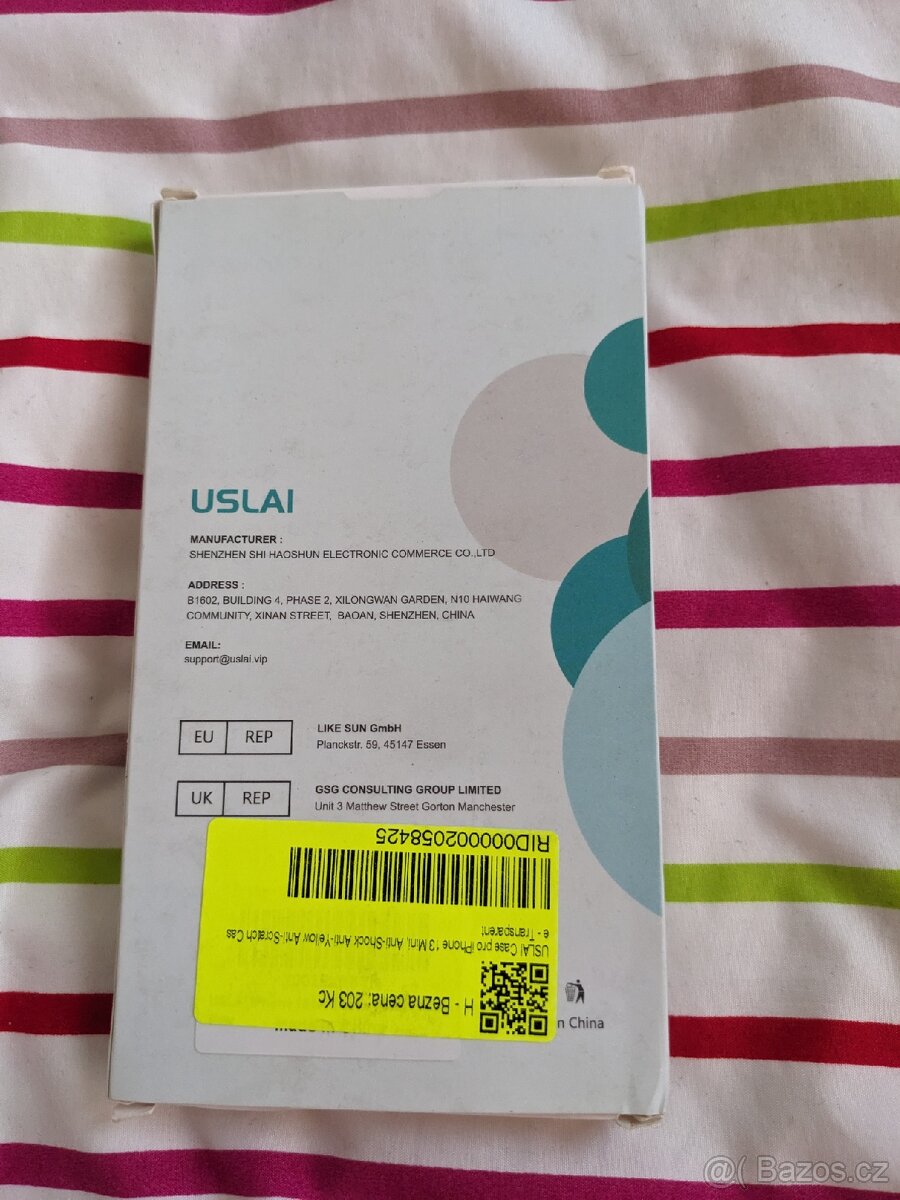 USLAI
MANUFACTURER :
SHENZHEN SHI HAOSHUN ELECTRONIC COMMERCE CO.,LTD
ADDRESS :
B1602, BUILDING 4, PHASE 2, XILONGWAN GARDEN, N10 HAIWANG
COMMUNITY, XINAN STREET, BAOAN, SHENZHEN, CHINA
EMAIL:
support@uslai.vip
EU REP
LIKE SUN GmbH
Planckstr. 59, 45147 Essen
UK REP
GSG CONSULTING GROUP LIMITED
Unit 3 Matthew Street Gorton Manchester
H - Bezna cena: 203 Kc
USLAI Case pro iPhone 13 Mini, Anti-Shock Anti-Yellow Anti-Scratch Cas
e - Transparent
RID0000002058425
n China
@( Bazos.cz